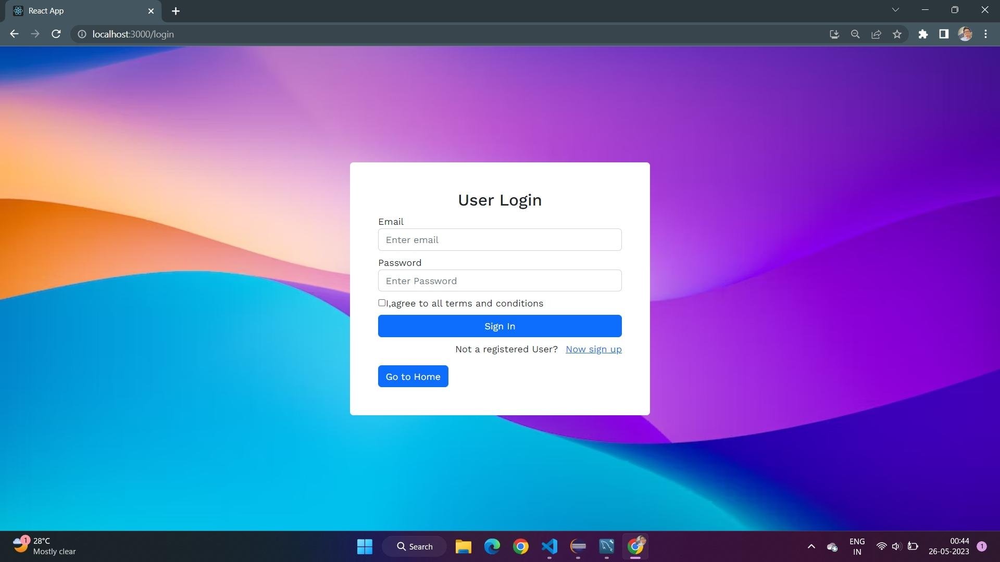 React App
localhost:3000/login
User Login
Email
Enter email
Password
Enter Password
I,agree to all terms and conditions
Sign In
Not a registered User? Now sign up
Go to Home
1
28°C
Mostly clear
Search
ENG
IN
00:44
26-05-2023
1